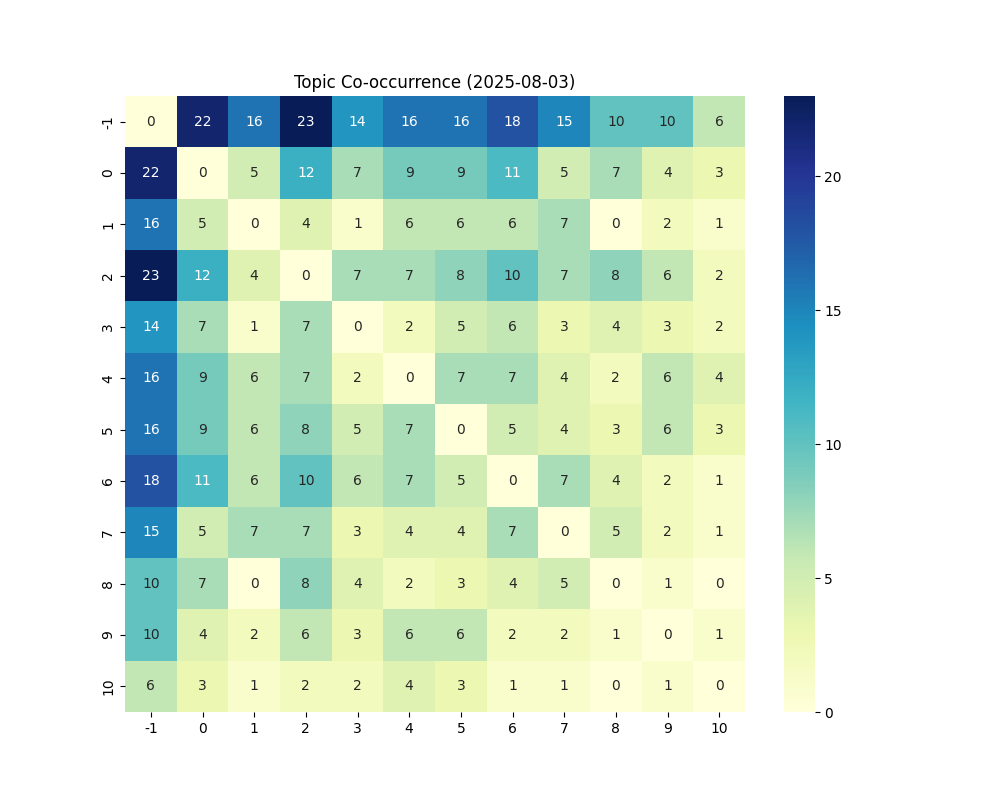 Topic Co-occurrence (2025-08-03)
-1 0 22 16 23 14 16 16 18 15 10 10 6
0 22 0 5 12 7 9 9 11 5 7 4 3
1 16 5 0 4 1 6 6 6 7 0 2 1
2 23 12 4 0 7 7 8 10 7 8 6 2
3 14 7 1 7 0 2 5 6 3 4 3 2
4 16 9 6 7 2 0 7 7 4 2 6 4
5 16 9 6 8 5 7 0 5 4 3 6 3
6 18 11 6 10 6 7 5 0 7 4 2 1
7 15 5 7 7 3 4 4 7 0 5 2 1
8 10 7 0 8 4 2 3 4 5 0 1 0
9 10 4 2 6 3 6 6 2 2 1 0 1
10 6 3 1 2 2 4 3 1 1 0 1 0
-1 0 1 2 3 4 5 6 7 8 9 10
20
15
10
5
0